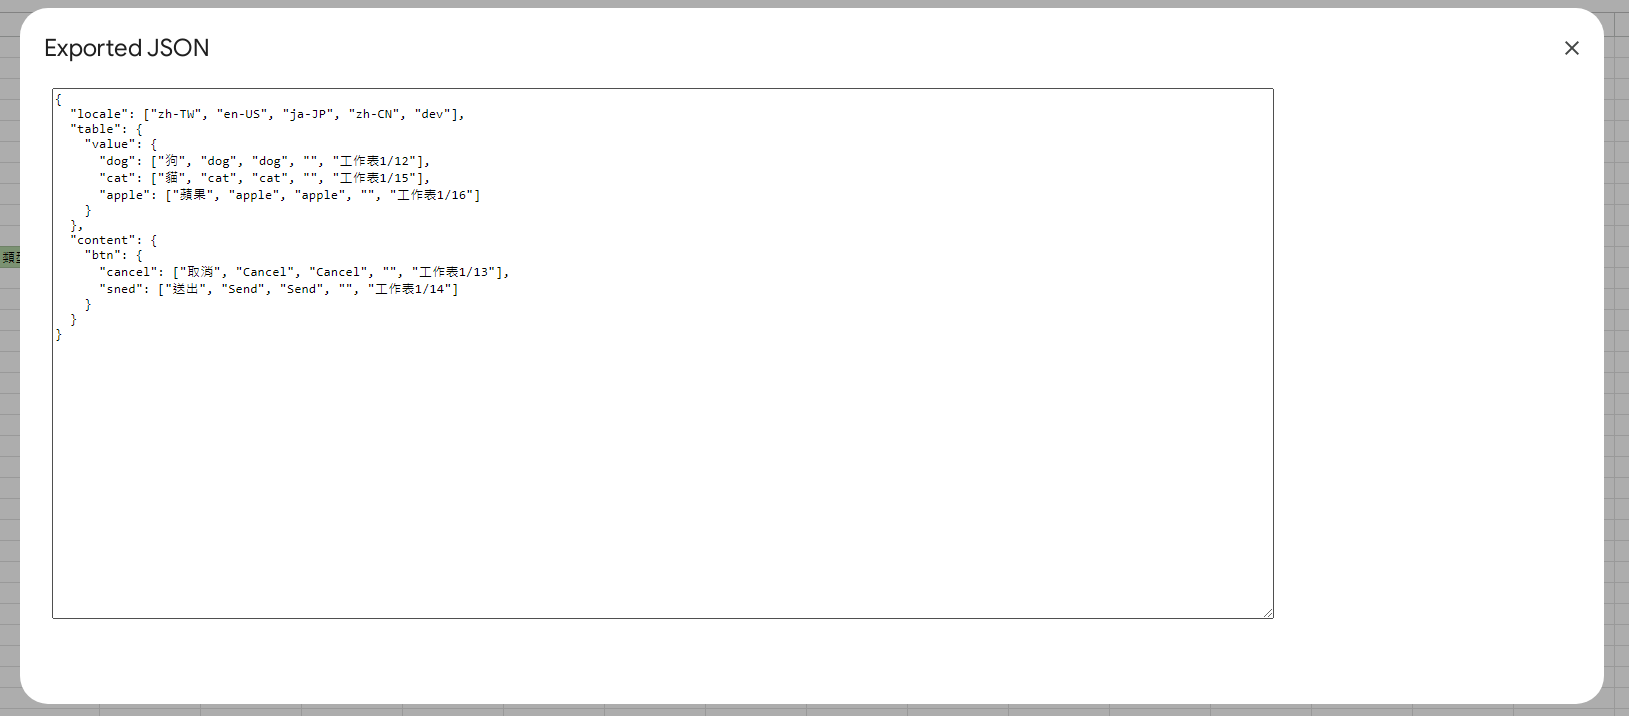 Exported JSON
{
"locale": ["zh-TW", "en-US", "ja-JP", "zh-CN", "dev"],
"table": {
"value": {
"dog": ["狗", "dog", "dog", "", "工作表1/12"],
"cat": ["貓", "cat", "cat", "", "工作表1/15"],
"apple": ["蘋果", "apple", "apple", "", "工作表1/16"]
}
},
"content": {
"btn": {
"cancel": ["取消", "Cancel", "Cancel", "", "工作表1/13"],
"sned": ["送出", "Send", "Send", "", "工作表1/14"]
}
}
}
類